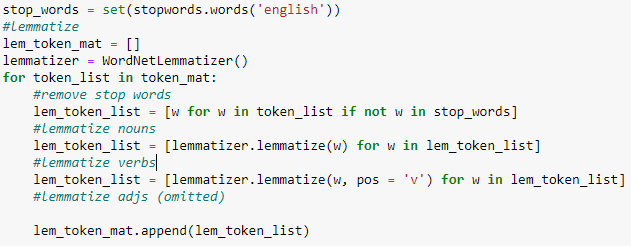 stop_words = set(stopwords.words('english'))
#lemmatize
lem_token_mat = []
lemmatizer = WordNetLemmatizer()
for token_list in token_mat:
    #remove stop words
    lem_token_list = [w for w in token_list if not w in stop_words]
    #lemmatize nouns
    lem_token_list = [lemmatizer.lemmatize(w) for w in lem_token_list]
    #lemmatize verbs
    lem_token_list = [lemmatizer.lemmatize(w, pos = 'v') for w in lem_token_list]
    #lemmatize adjs (omitted)
    lem_token_mat.append(lem_token_list)